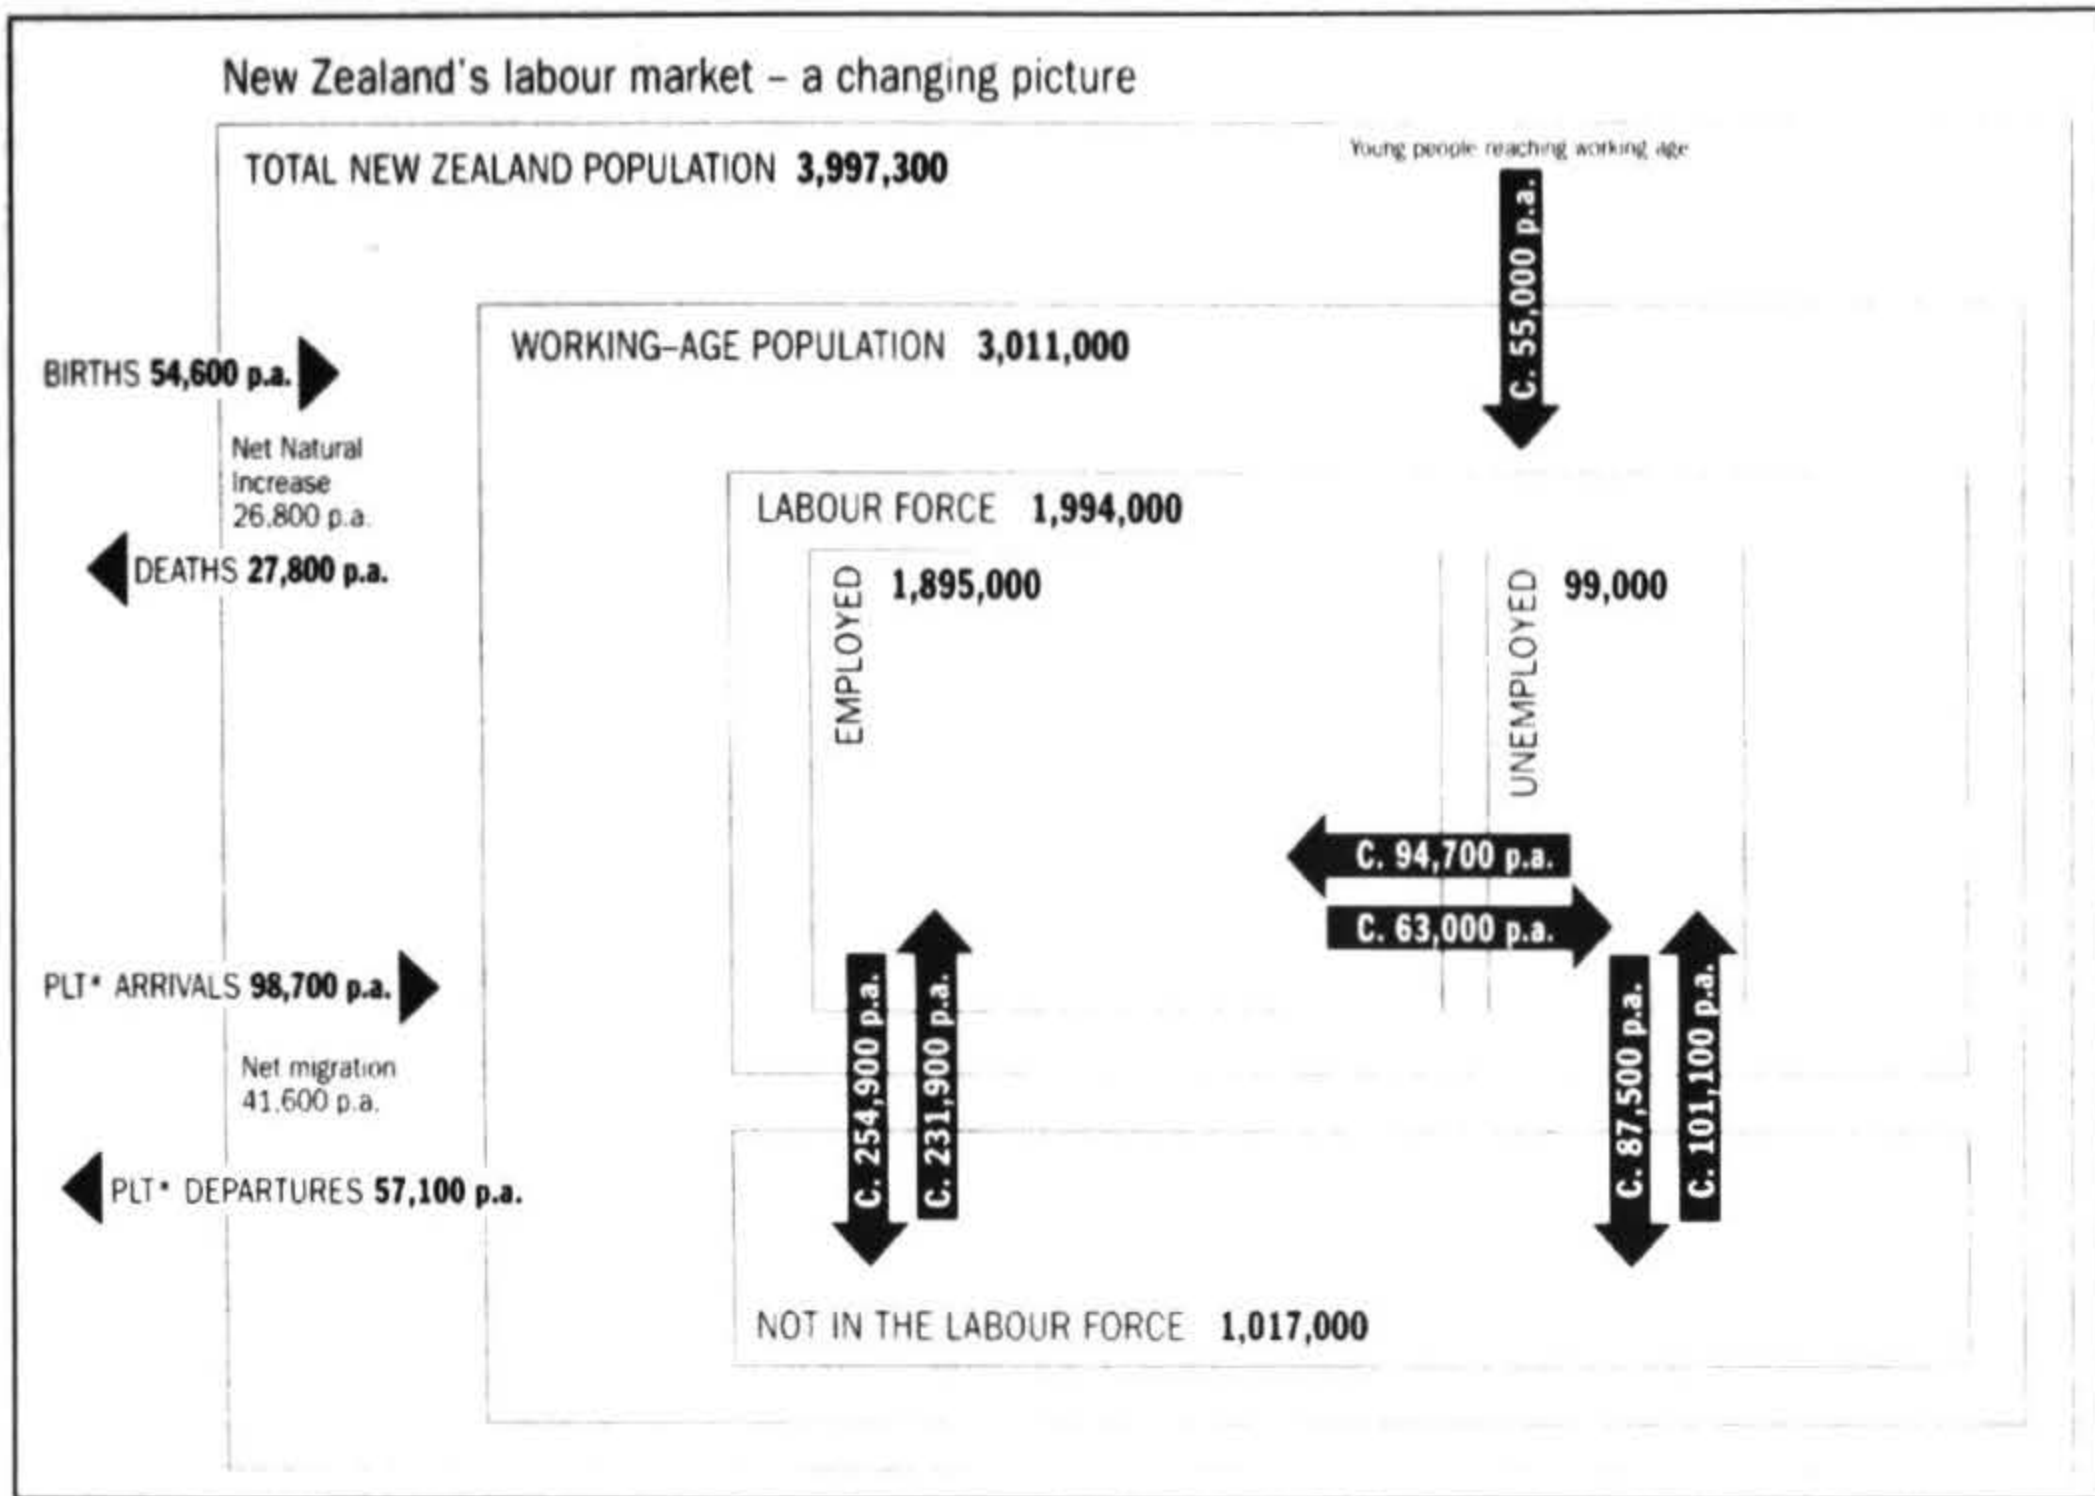 New Zealand's labour market – a changing picture
TOTAL NEW ZEALAND POPULATION 3,997,300
Young people reaching working age
C. 55,000 p.a.
WORKING–AGE POPULATION 3,011,000
BIRTHS 54,600 p.a.
Net Natural
Increase
26,800 p.a.
DEATHS 27,800 p.a.
LABOUR FORCE 1,994,000
EMPLOYED
1,895,000
UNEMPLOYED
99,000
C. 94,700 p.a.
C. 63,000 p.a.
PLT* ARRIVALS 98,700 p.a.
Net migration
41,600 p.a.
PLT* DEPARTURES 57,100 p.a.
C. 254,900 p.a.
C. 231,900 p.a.
C. 87,500 p.a.
C. 101,100 p.a.
NOT IN THE LABOUR FORCE 1,017,000